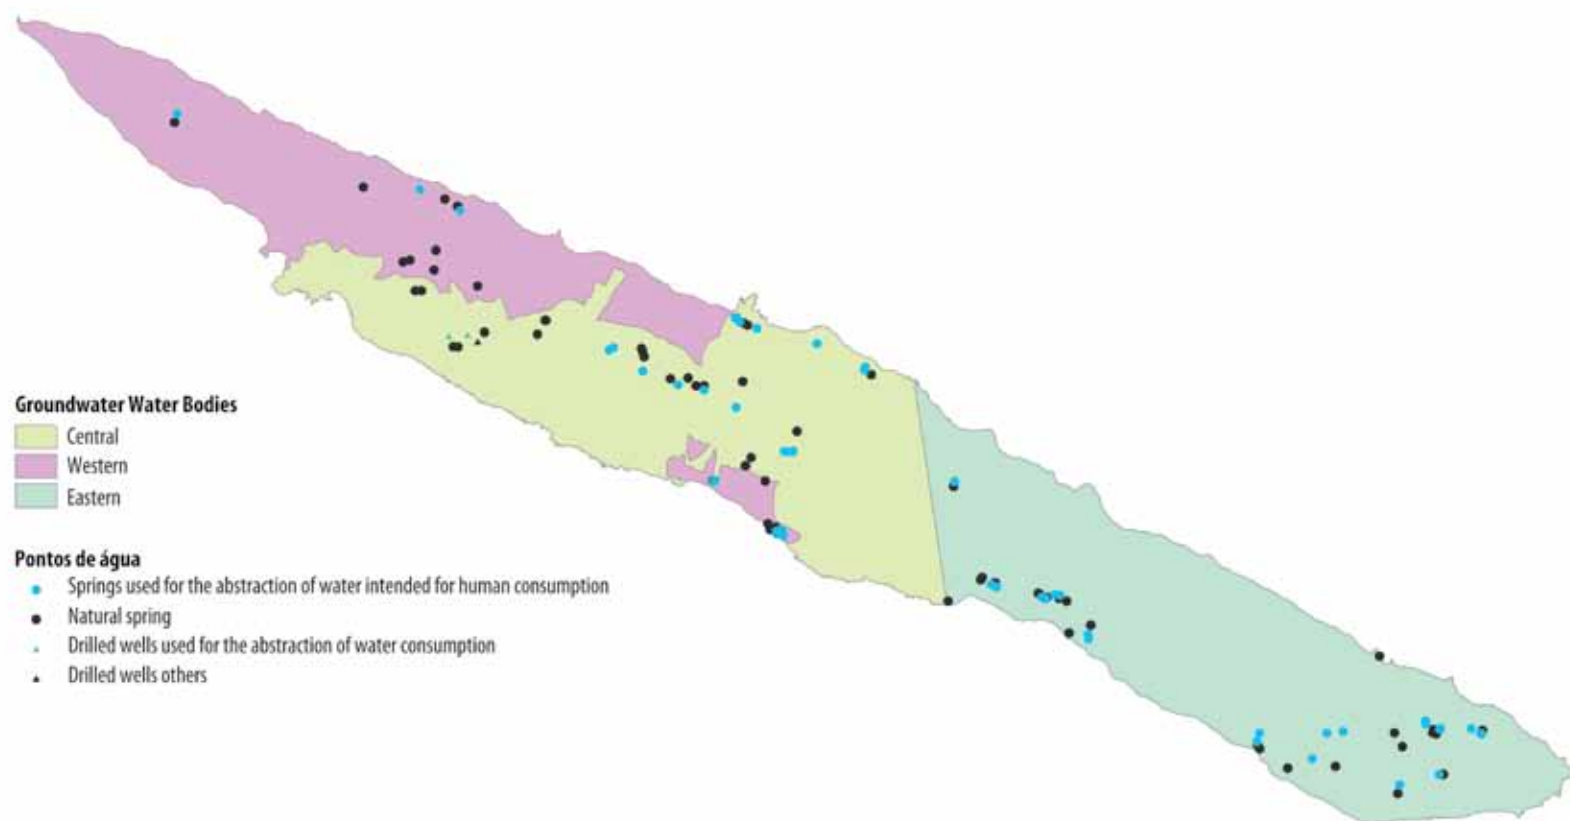 Groundwater Water Bodies
Central
Western
Eastern
Pontos de água
Springs used for the abstraction of water intended for human consumption
Natural spring
Drilled wells used for the abstraction of water consumption
Drilled wells others